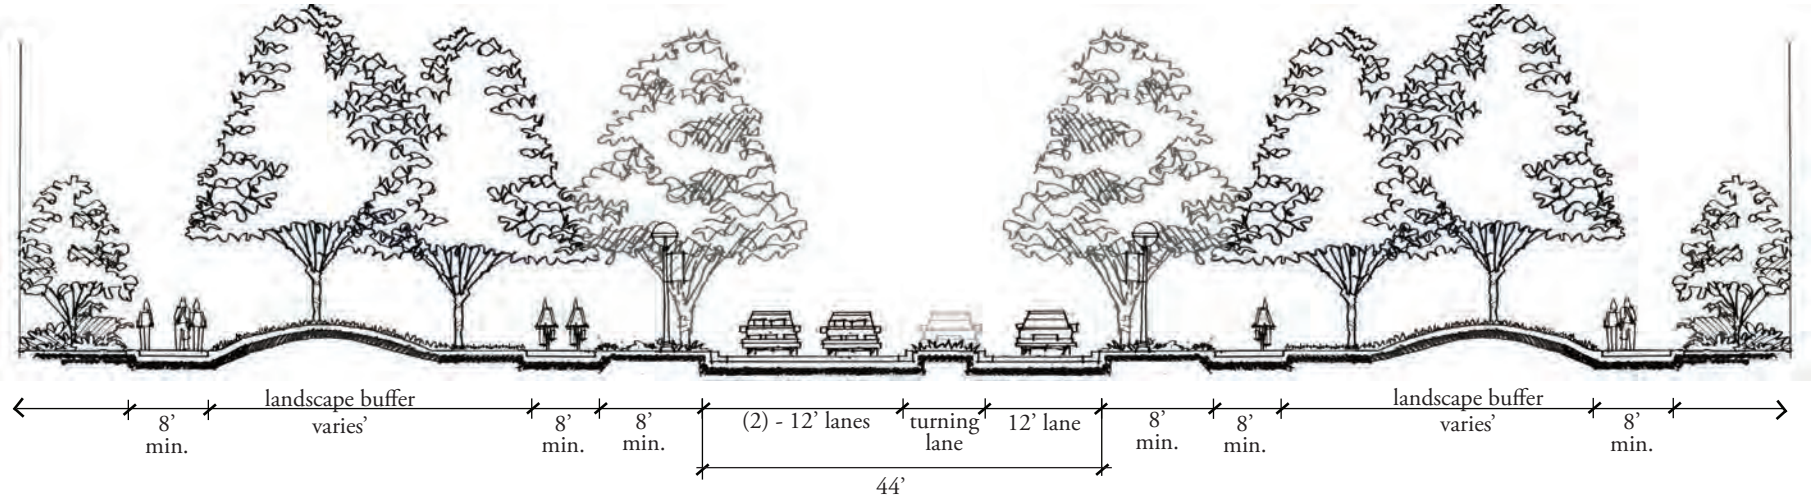 8'
min.
landscape buffer
varies'
8'
min.
8'
min.
(2) - 12' lanes
turning
lane
12' lane
8'
min.
8'
min.
landscape buffer
varies'
8'
min.
44'